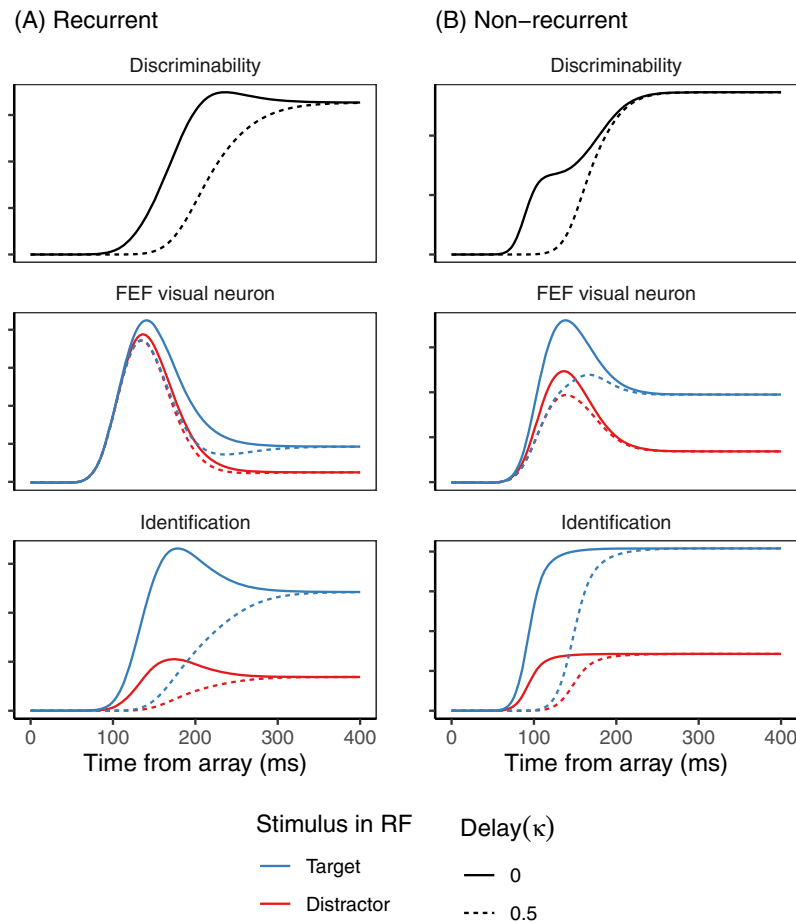 (A) Recurrent
(B) Non−recurrent
Discriminability
Discriminability
FEF visual neuron
FEF visual neuron
Identification
Identification
0 100 200 300 400
0 100 200 300 400
Time from array (ms)
Time from array (ms)
Stimulus in RF
Target
Distractor
Delay(κ)
0
0.5